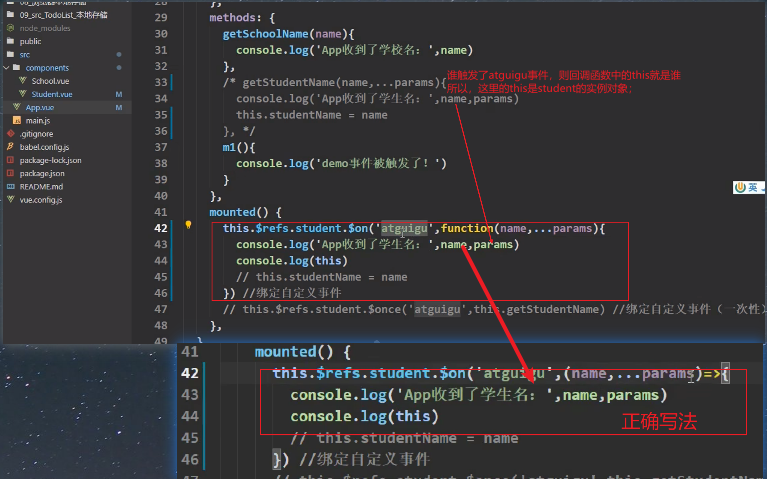 09_src_TodoList_本地存储
node_modules
public
src
components
School.vue
Student.vue M
App.vue M
main.js
.gitignore
babel.config.js
package-lock.json
package.json
README.md
vue.config.js
29 methods: {
30 getSchoolName(name){
31 console.log('App收到了学校名：',name)
32 },
33 /* getStudentName(name,...params){
34 console.log('App收到了学生名：',name,params)
35 this.studentName = name
36 }, */
37 m1(){
38 console.log('demo事件被触发了！')
39 }
40 },
41 mounted() {
42 this.$refs.student.$on('atguigu',function(name,...params){
43 console.log('App收到了学生名：',name,params)
44 console.log(this)
45 // this.studentName = name
46 }) //绑定自定义事件
47 // this.$refs.student.$once('atguigu',this.getStudentName) //绑定自定义事件（一次性）
48 },
49
谁触发了atguigu事件，则回调函数中的this就是谁
所以，这里的this是student的实例对象；
英
41 mounted() {
42 this.$refs.student.$on('atguigu',(name,...params)=>{
43 console.log('App收到了学生名：',name,params)
44 console.log(this)
45 // this.studentName = name
46 }) //绑定自定义事件
正确写法